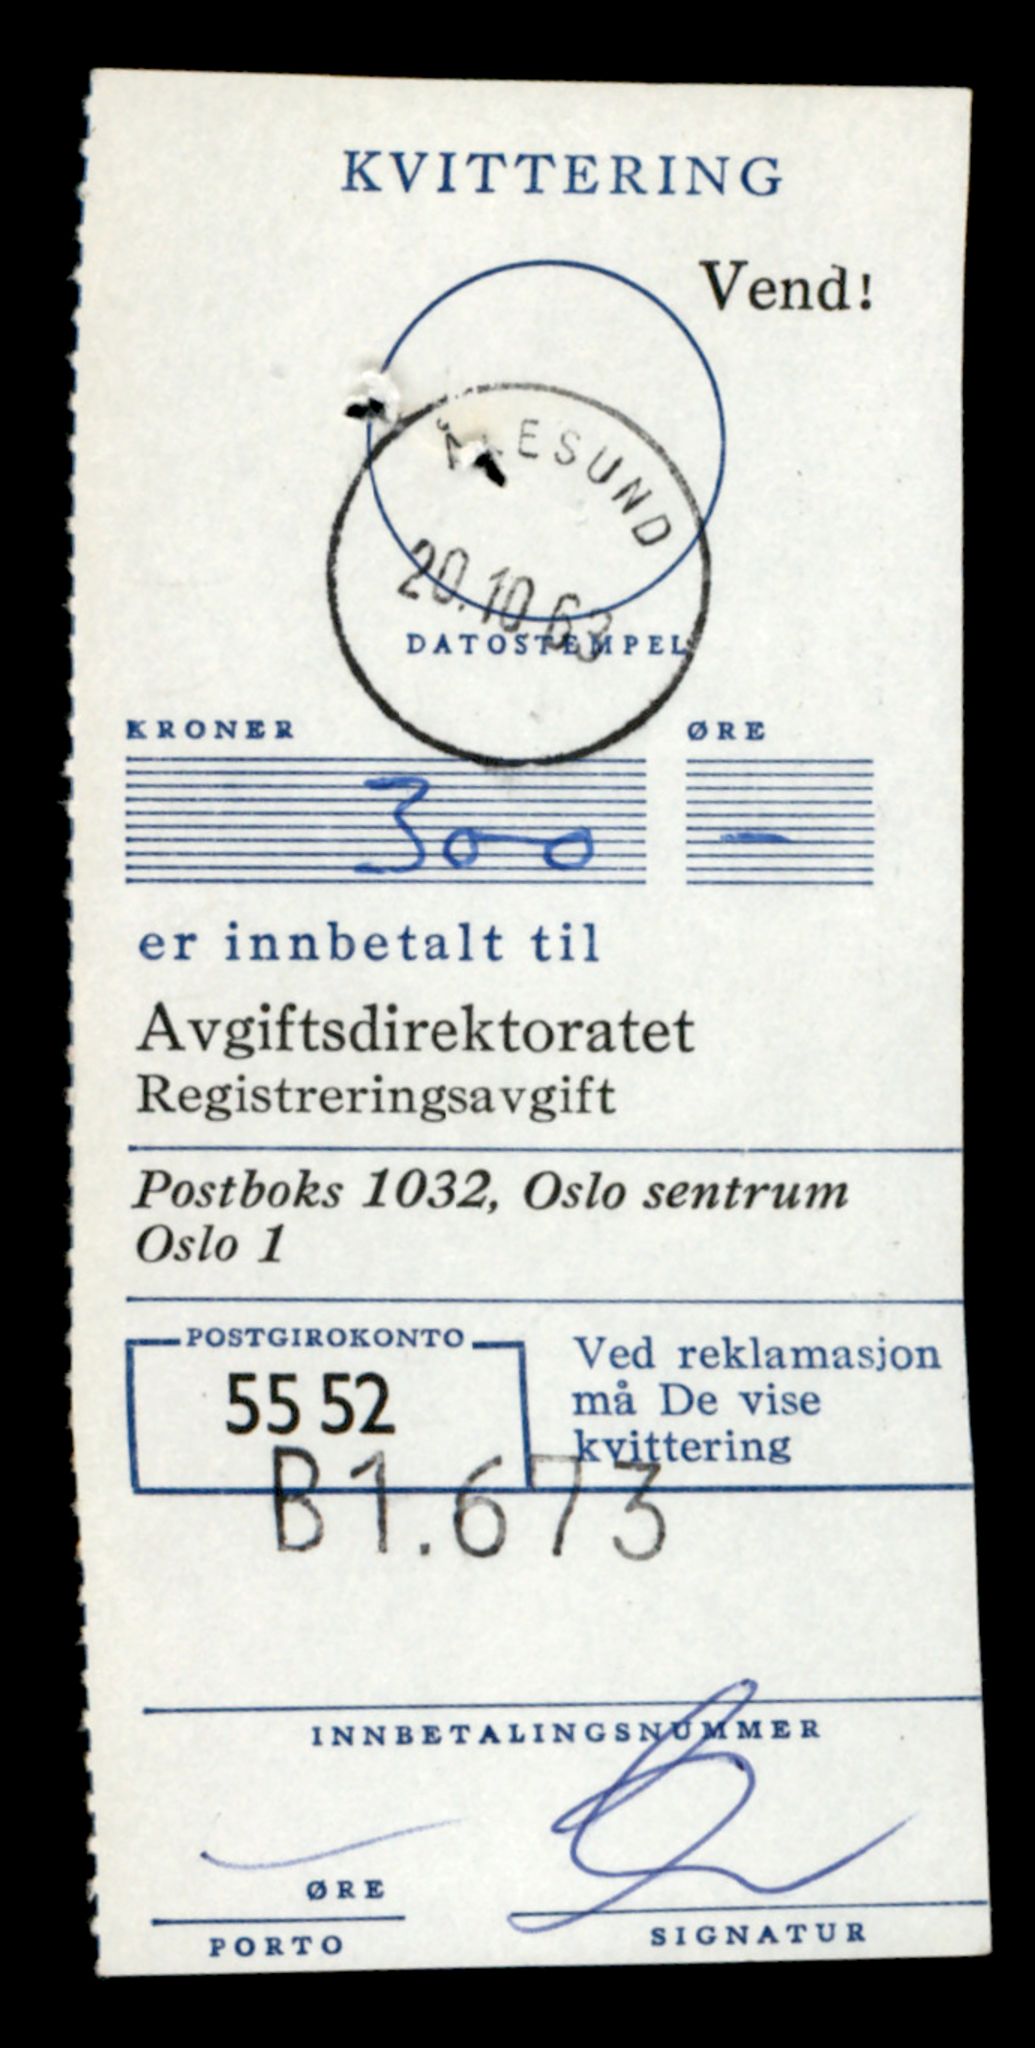 KVITTERING
Vend!
ÅLESUND
20.10.63
DATOSTEMPEL
KRONER ØRE
300 —
er innbetalt til
Avgiftsdirektoratet
Registreringsavgift
Postboks 1032, Oslo sentrum
Oslo 1
POSTGIROKONTO
55 52
Ved reklamasjon
må De vise
kvittering
B1.673
INNBETALINGSNUMMER
ØRE
PORTO
SIGNATUR